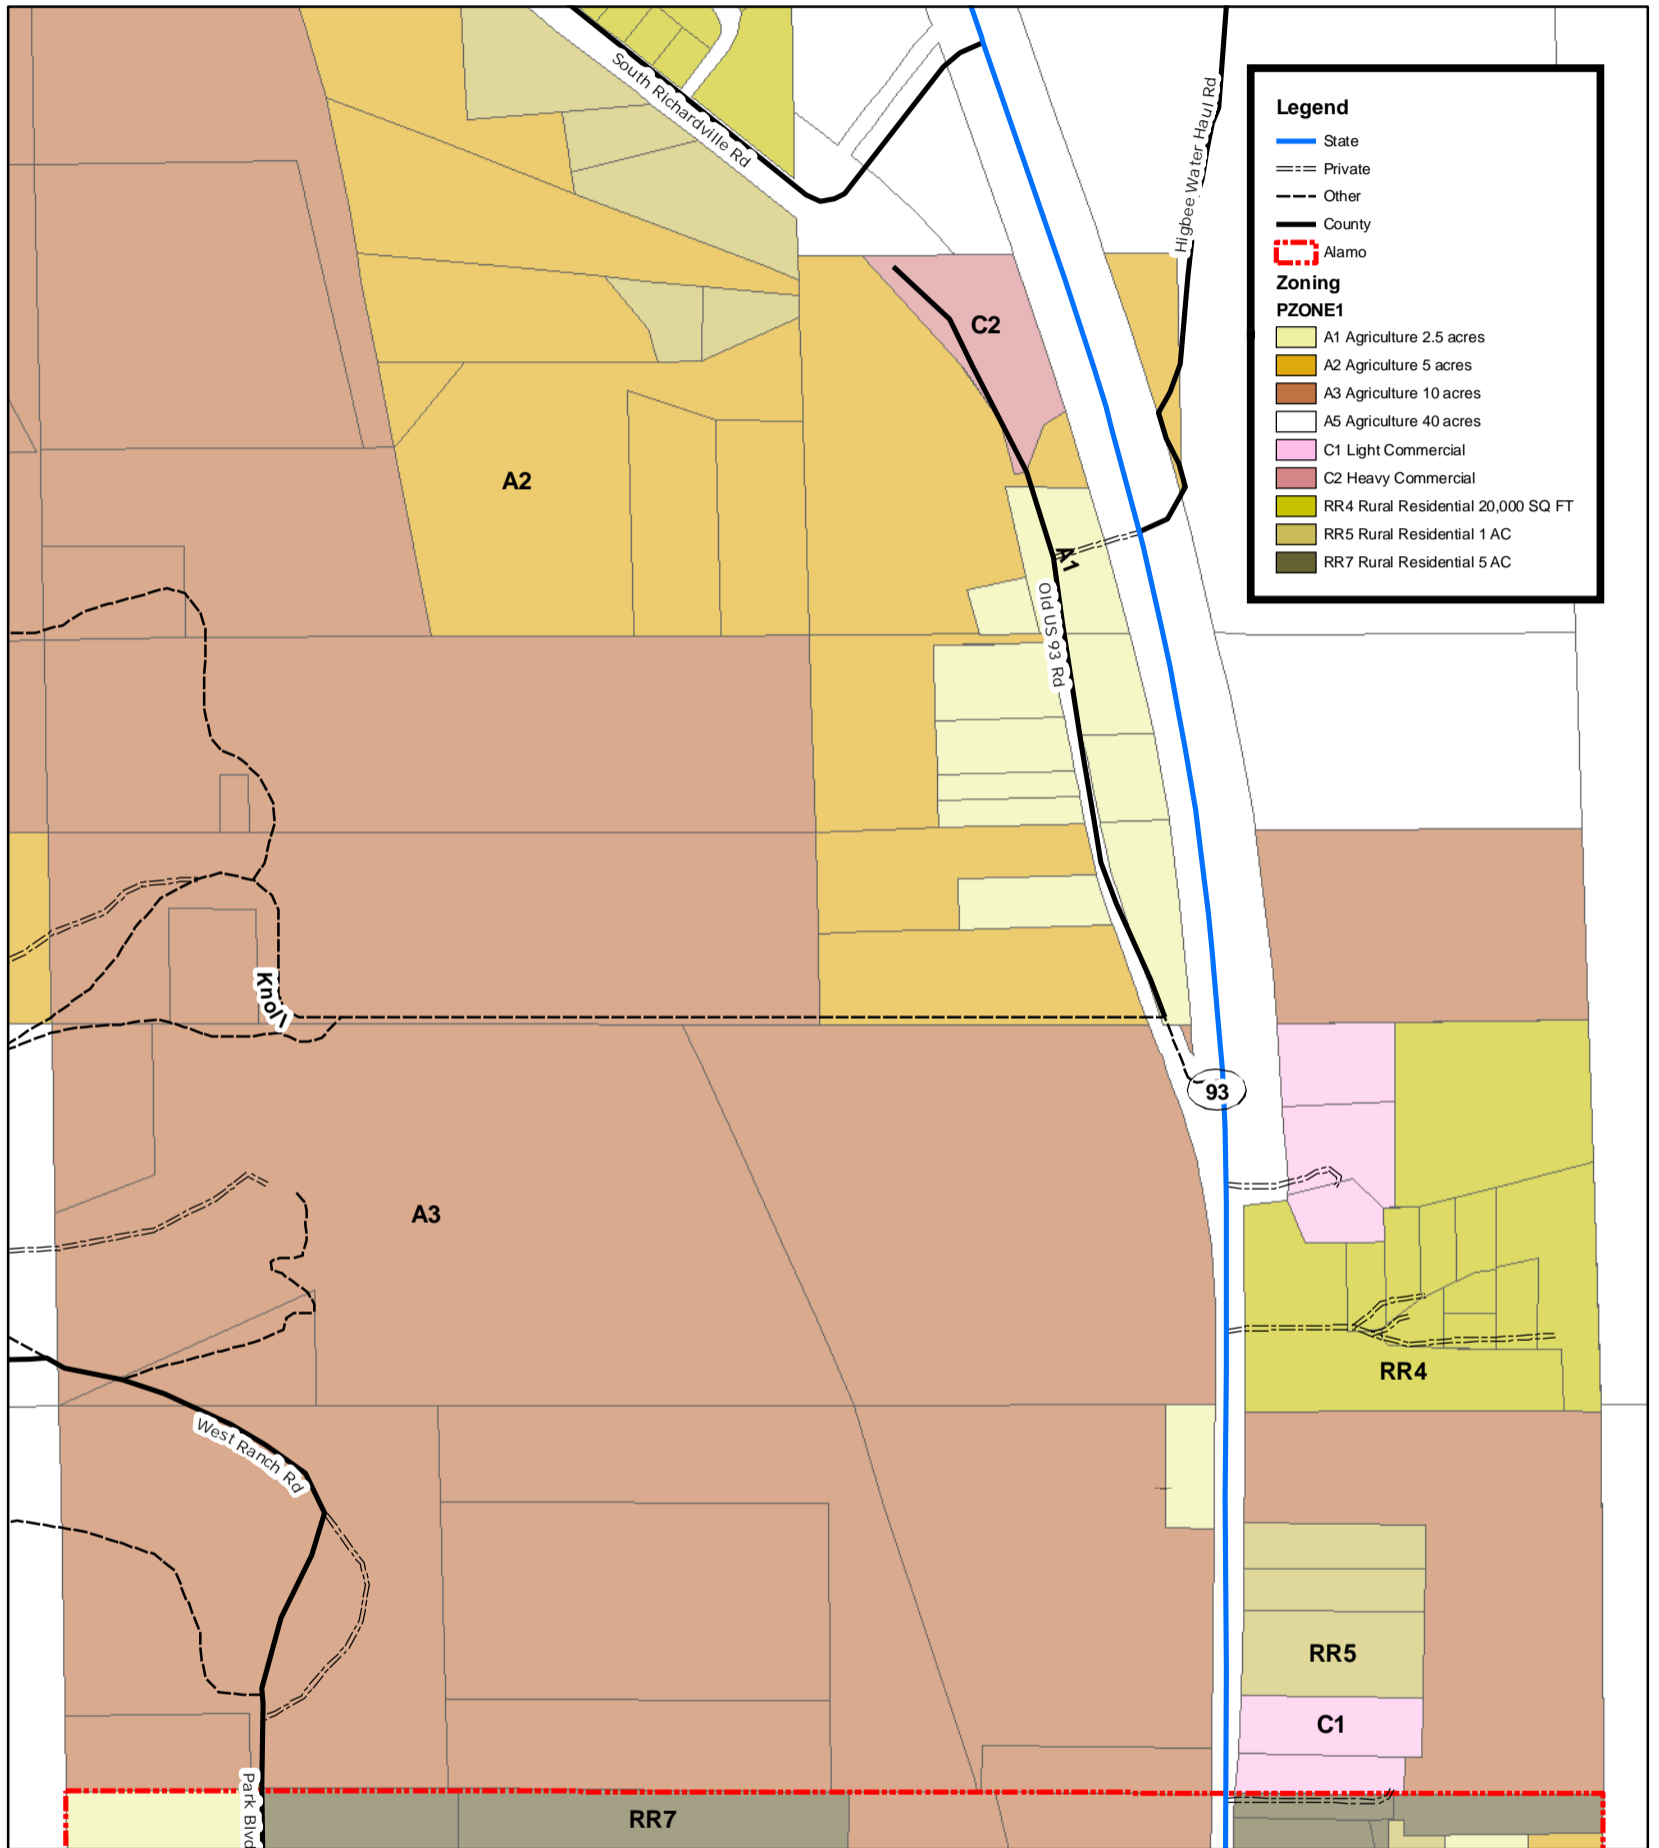 South Richardville Rd
Higbee Water Haul Rd
Legend
State
Private
Other
County
Alamo
Zoning
PZONE1
A1 Agriculture 2.5 acres
A2 Agriculture 5 acres
A3 Agriculture 10 acres
A5 Agriculture 40 acres
C1 Light Commercial
C2 Heavy Commercial
RR4 Rural Residential 20,000 SQ FT
RR5 Rural Residential 1 AC
RR7 Rural Residential 5 AC
C2
A2
A1
Old US 93 Rd
Knoll
93
A3
RR4
West Ranch Rd
RR5
C1
Park Blvd
RR7